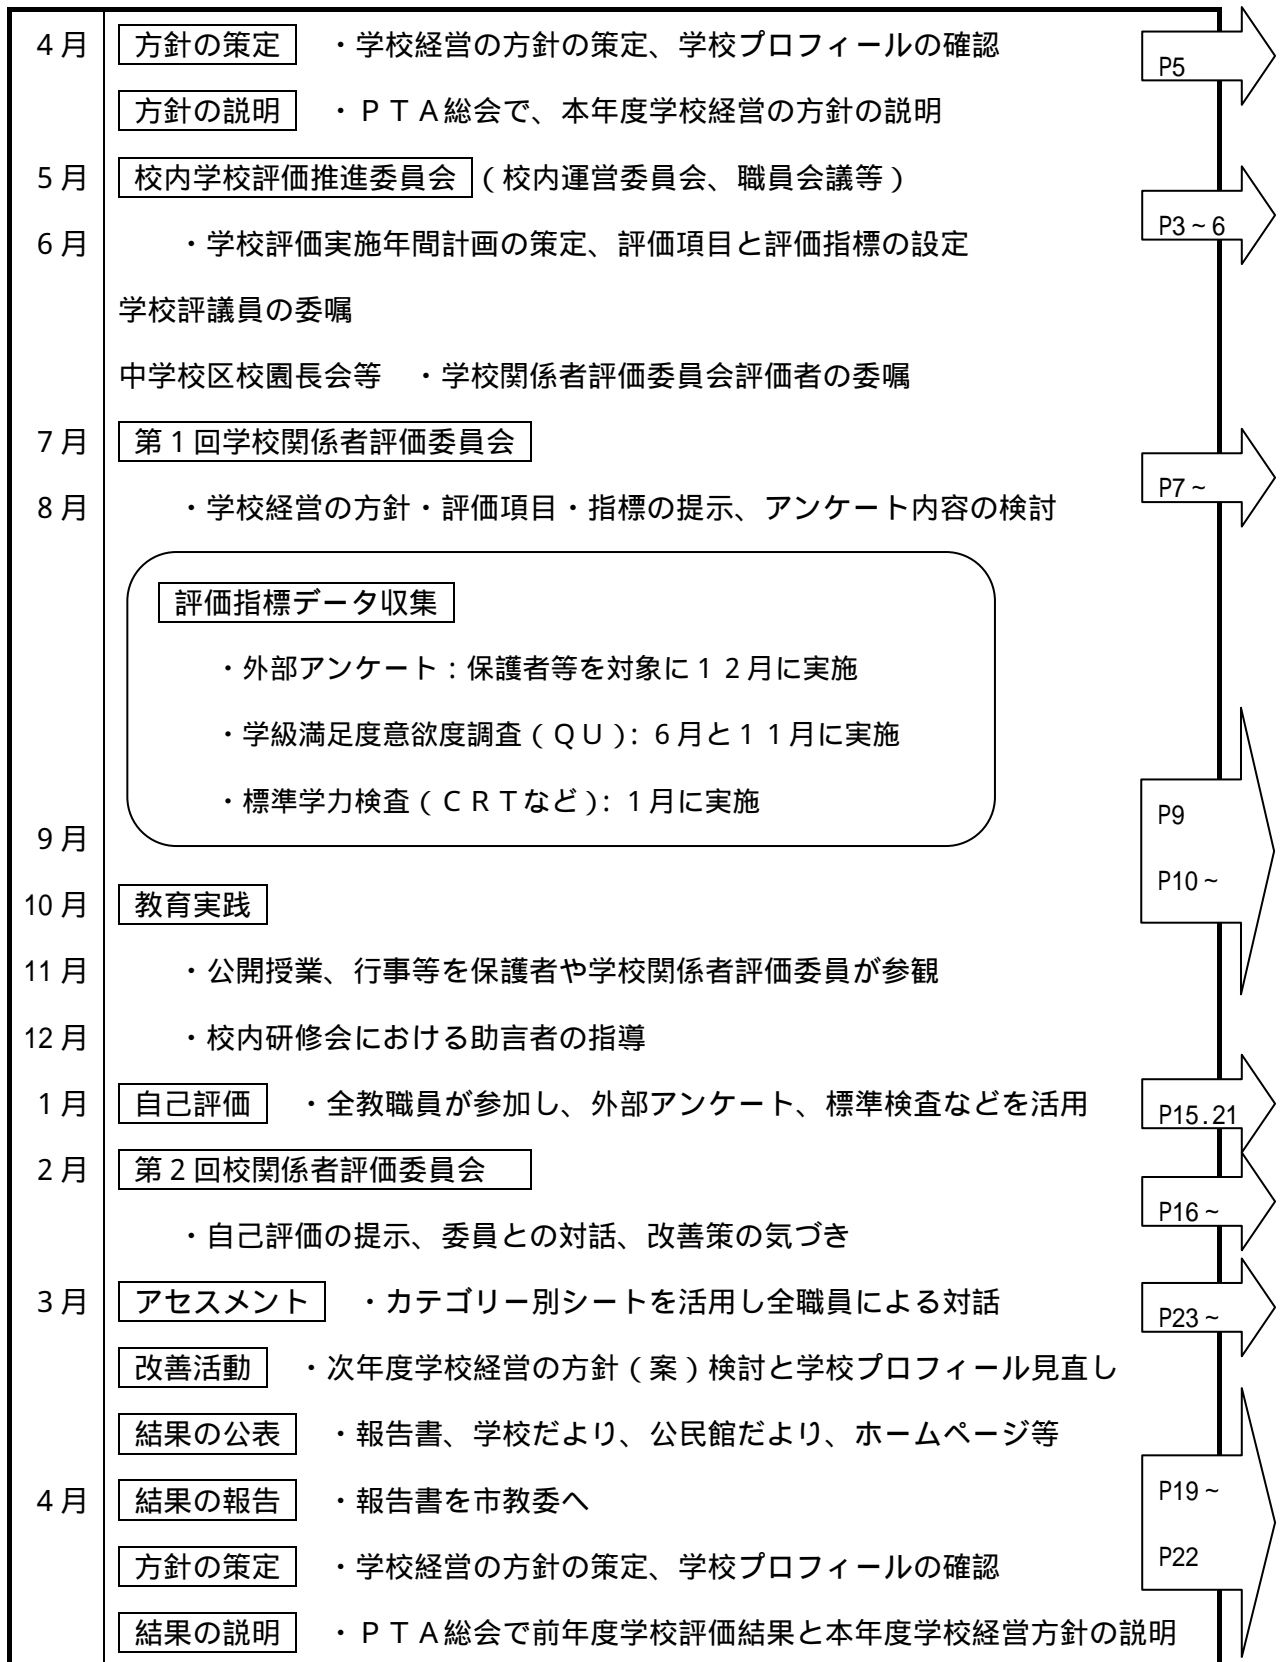 4月 方針の策定 ・学校経営の方針の策定、学校プロフィールの確認
P5
方針の説明 ・ＰＴＡ総会で、本年度学校経営の方針の説明
5月 校内学校評価推進委員会（校内運営委員会、職員会議等）
P3～6
6月 ・学校評価実施年間計画の策定、評価項目と評価指標の設定
学校評議員の委嘱
中学校区校園長会等 ・学校関係者評価委員会評価者の委嘱
7月 第1回学校関係者評価委員会
P7～
8月 ・学校経営の方針・評価項目・指標の提示、アンケート内容の検討
評価指標データ収集
・外部アンケート：保護者等を対象に12月に実施
・学級満足度意欲度調査（ＱＵ）：6月と11月に実施
・標準学力検査（ＣＲＴなど）：1月に実施
9月
P9
P10～
10月 教育実践
11月 ・公開授業、行事等を保護者や学校関係者評価委員が参観
12月 ・校内研修会における助言者の指導
1月 自己評価 ・全教職員が参加し、外部アンケート、標準検査などを活用
P15.21
2月 第2回校関係者評価委員会
P16～
・自己評価の提示、委員との対話、改善策の気づき
3月 アセスメント ・カテゴリー別シートを活用し全職員による対話
P23～
改善活動 ・次年度学校経営の方針（案）検討と学校プロフィール見直し
結果の公表 ・報告書、学校だより、公民館だより、ホームページ等
4月 結果の報告 ・報告書を市教委へ
P19～
P22
方針の策定 ・学校経営の方針の策定、学校プロフィールの確認
結果の説明 ・ＰＴＡ総会で前年度学校評価結果と本年度学校経営方針の説明